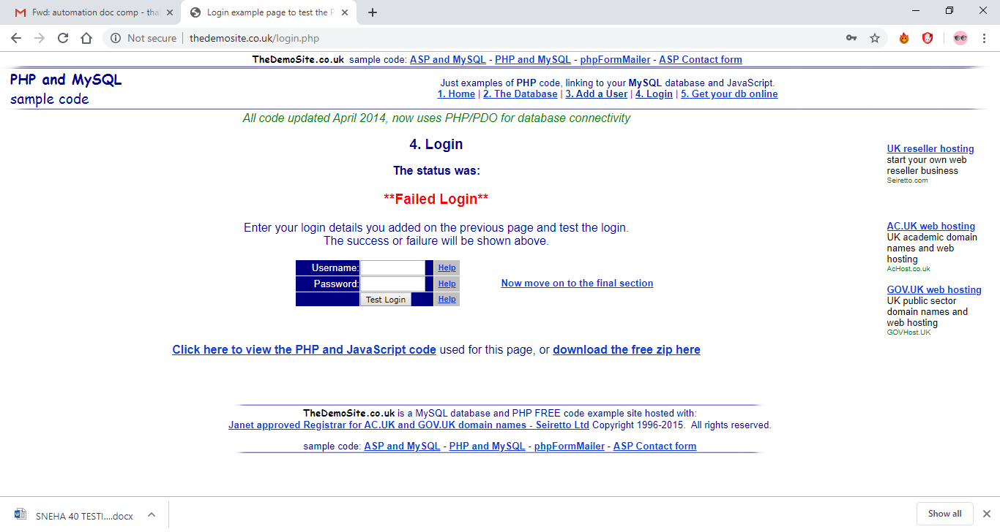 Fwd: automation doc comp - tha
Login example page to test the P
Not secure | thedemosite.co.uk/login.php
TheDemoSite.co.uk sample code: ASP and MySQL - PHP and MySQL - phpFormMailer - ASP Contact form
PHP and MySQL
sample code
Just examples of PHP code, linking to your MySQL database and JavaScript.
1. Home | 2. The Database | 3. Add a User | 4. Login | 5. Get your db online
All code updated April 2014, now uses PHP/PDO for database connectivity
4. Login
The status was:
**Failed Login**
Enter your login details you added on the previous page and test the login.
The success or failure will be shown above.
Username: Help
Password: Help
Test Login Help
Now move on to the final section
UK reseller hosting
start your own web
reseller business
Seiretto.com
AC.UK web hosting
UK academic domain
names and web
hosting
AcHost.co.uk
GOV.UK web hosting
UK public sector
domain names and
web hosting
GOVHost.UK
Click here to view the PHP and JavaScript code used for this page, or download the free zip here
TheDemoSite.co.uk is a MySQL database and PHP FREE code example site hosted with:
Janet approved Registrar for AC.UK and GOV.UK domain names - Seiretto Ltd Copyright 1996-2015. All rights reserved.
sample code: ASP and MySQL - PHP and MySQL - phpFormMailer - ASP Contact form
SNEHA 40 TESTI....docx
Show all